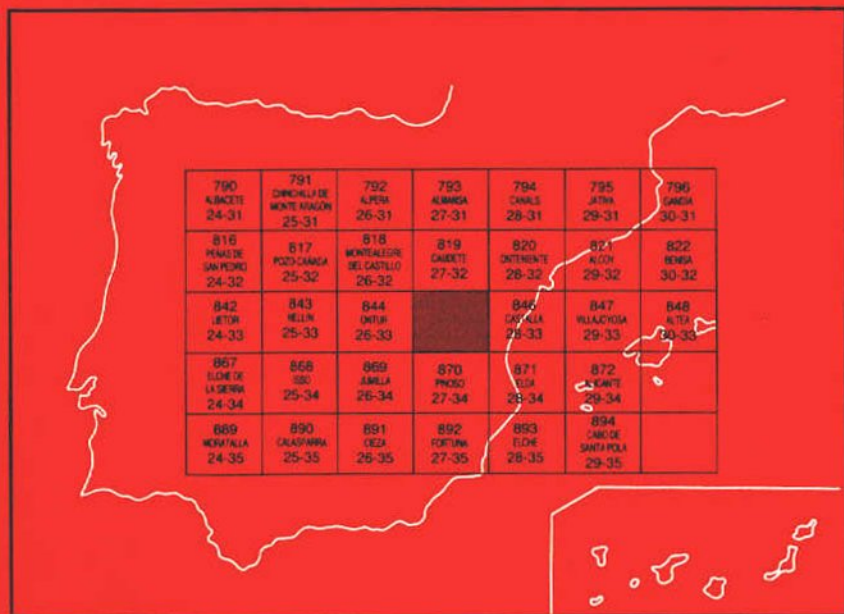 790
ALBACETE
24-31
791
CHINCHILLA DE
MONTE ARAGÓN
25-31
792
ALPERA
26-31
793
ALMANSA
27-31
794
CANALS
28-31
795
JATIVA
29-31
796
GANDIA
30-31
816
PEÑAS DE
SAN PEDRO
24-32
817
POZO-CAÑADA
25-32
818
MONTEALEGRE
DEL CASTILLO
26-32
819
CAUDETE
27-32
820
ONTENIENTE
28-32
821
ALCOY
29-32
822
BENISA
30-32
842
LIETOR
24-33
843
HELLIN
25-33
844
ONTUR
26-33
846
CASTALLA
28-33
847
VILLAJOYOSA
29-33
848
ALTEA
30-33
867
ELCHE DE
LA SIERRA
24-34
868
ISSO
25-34
869
JUMILLA
26-34
870
PINOSO
27-34
871
ELDA
28-34
872
ALICANTE
29-34
889
MORATALLA
24-35
890
CALASPARRA
25-35
891
CIEZA
26-35
892
FORTUNA
27-35
893
ELCHE
28-35
894
CABO DE
SANTA POLA
29-35